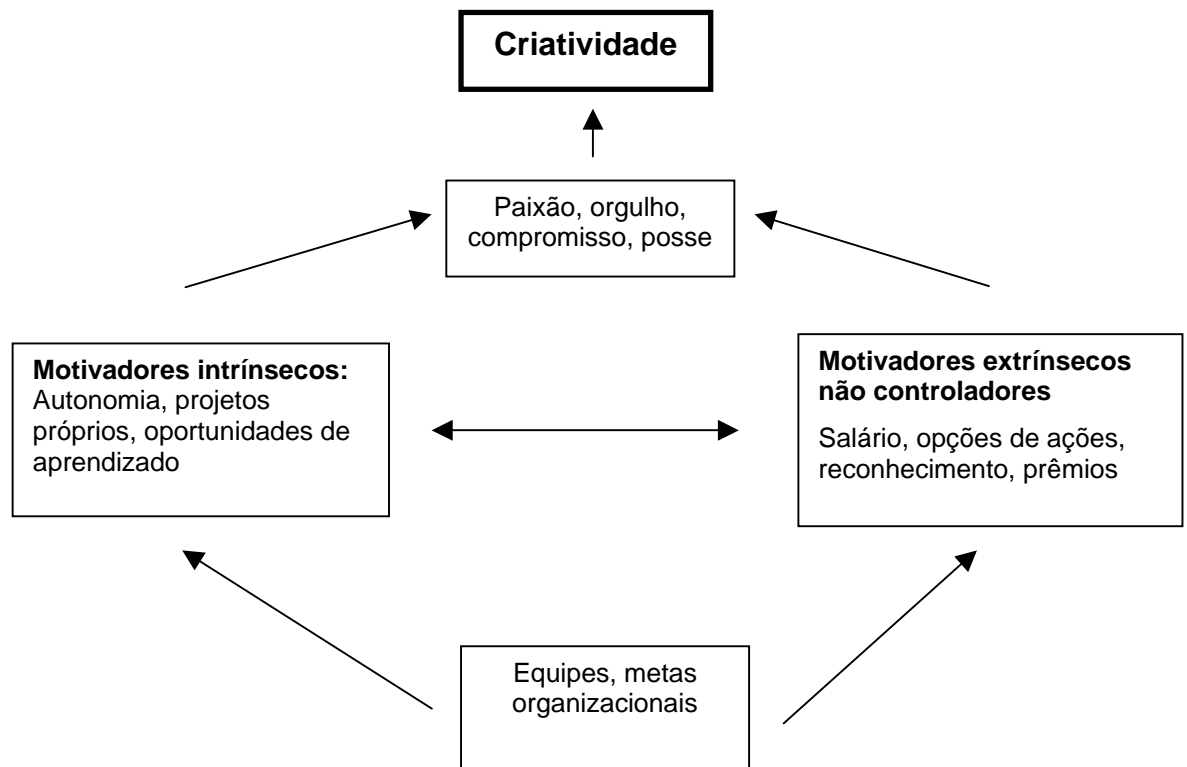 Criatividade
Paixão, orgulho,
compromisso, posse
Motivadores intrínsecos:
Autonomia, projetos
próprios, oportunidades de
aprendizado
Motivadores extrínsecos
não controladores
Salário, opções de ações,
reconhecimento, prêmios
Equipes, metas
organizacionais